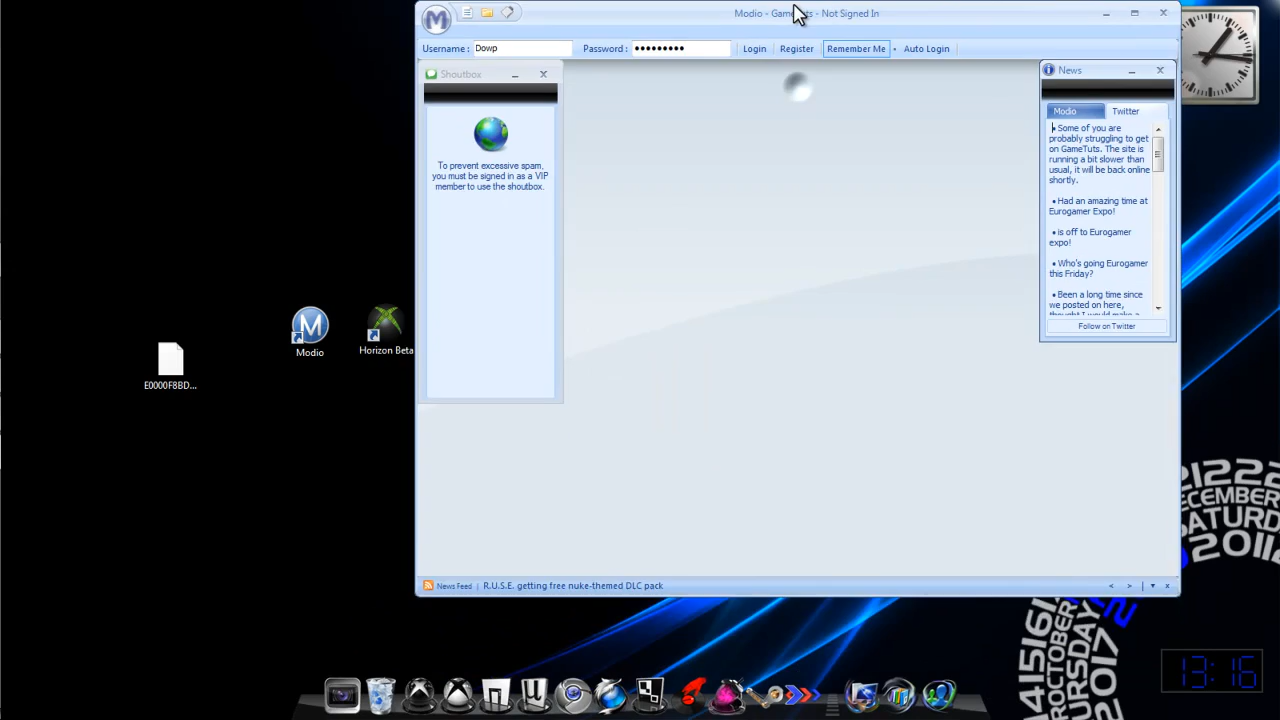 Modio - GameTuts - Not Signed In
Username : Dowp Password : ••••••••• Login Register Remember Me • Auto Login
Shoutbox
To prevent excessive spam,
you must be signed in as a VIP
member to use the shoutbox.
News
Modio Twitter
• Some of you are
probably struggling to get
on GameTuts. The site is
running a bit slower than
usual, it will be back online
shortly.
• Had an amazing time at
Eurogamer Expo!
• is off to Eurogamer
expo!
• Who's going Eurogamer
this Friday?
• Been a long time since
we posted on here,
thought I would make a
Follow on Twitter
E0000F8BD...
M
Modio
Horizon Beta
News Feed | R.U.S.E. getting free nuke-themed DLC pack
DECEMBER
SATURDAY
2011
OCTOBER
2017
13:16